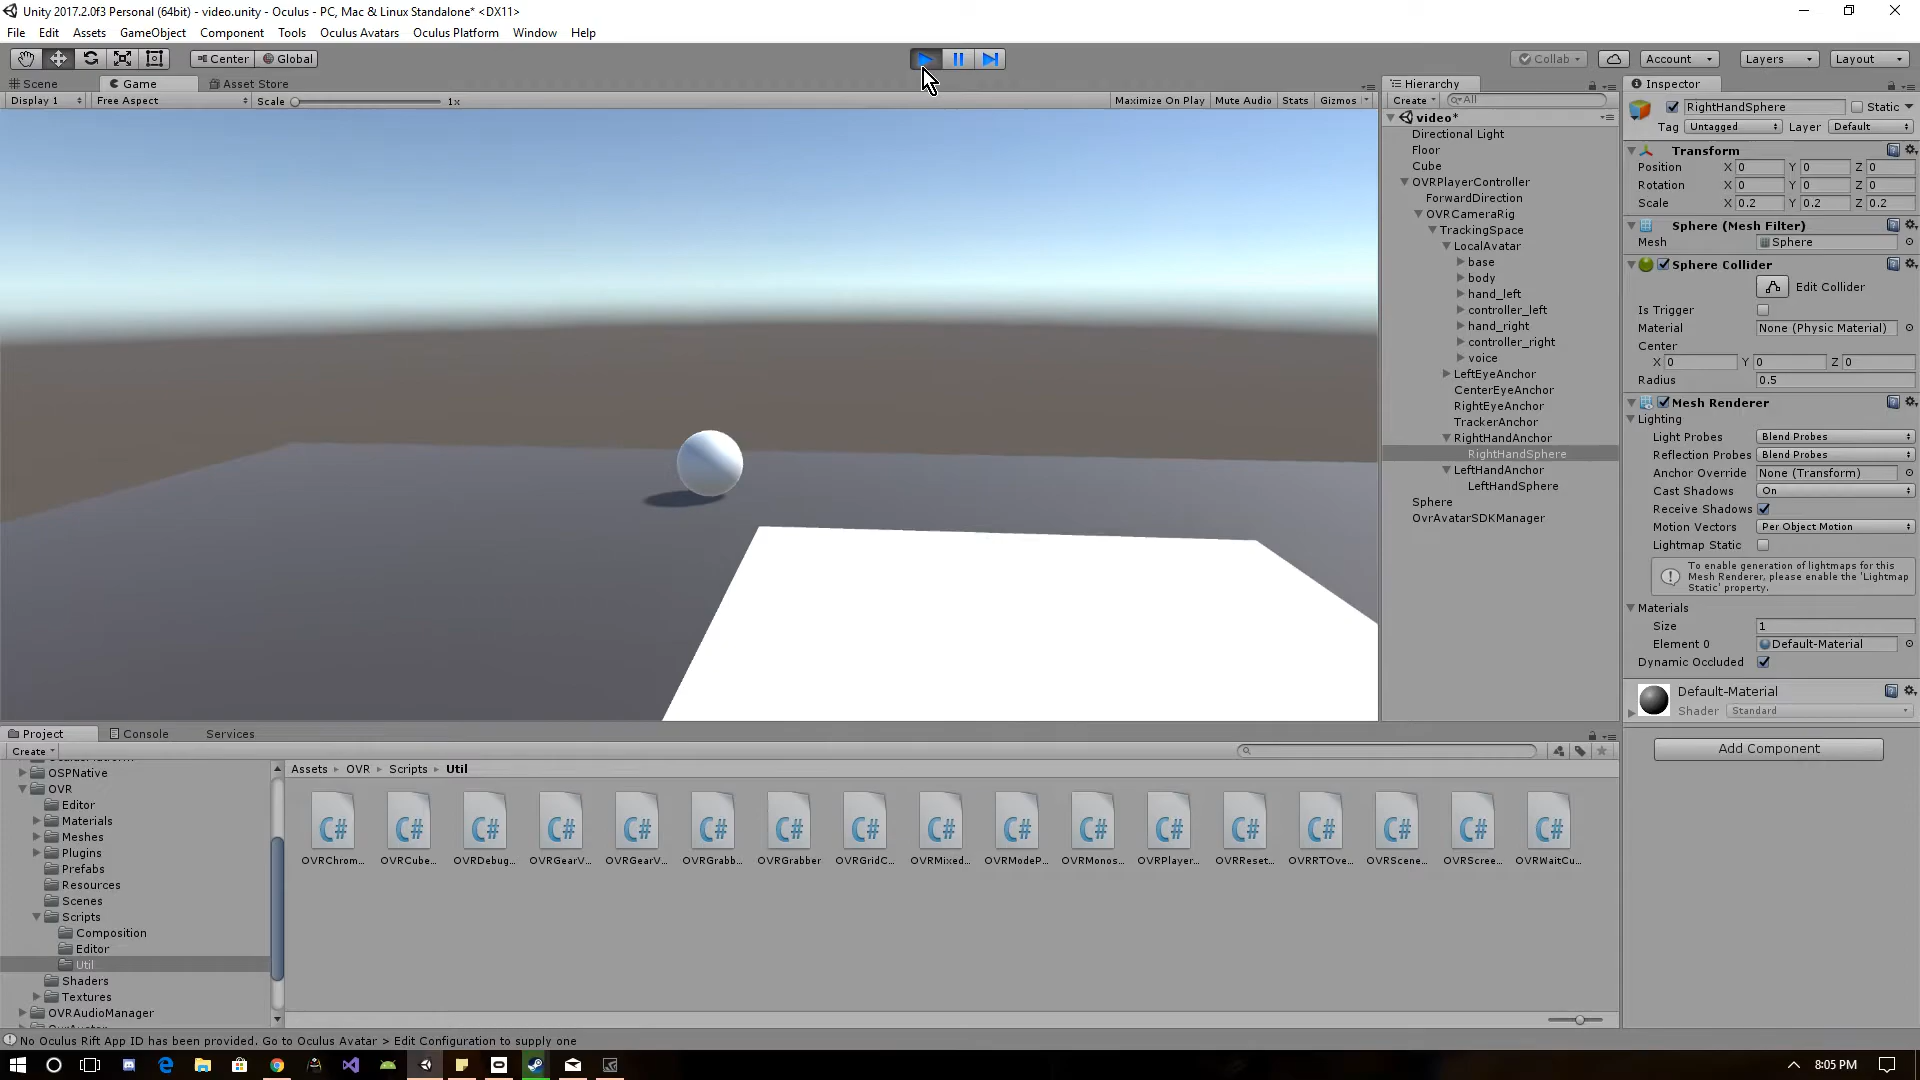 Unity 2017.2.0f3 Personal (64bit) - video.unity - Oculus - PC, Mac & Linux Standalone* <DX11>
File Edit Assets GameObject Component Tools Oculus Avatars Oculus Platform Window Help
Center Global Collab Account Layers Layout
Scene Game Asset Store
Display 1 Free Aspect Scale 1x Maximize On Play Mute Audio Stats Gizmos
Hierarchy
Create All
video*
Directional Light
Floor
Cube
OVRPlayerController
ForwardDirection
OVRCameraRig
TrackingSpace
LocalAvatar
base
body
hand_left
controller_left
hand_right
controller_right
voice
LeftEyeAnchor
CenterEyeAnchor
RightEyeAnchor
TrackerAnchor
RightHandAnchor
RightHandSphere
LeftHandAnchor
LeftHandSphere
Sphere
OvrAvatarSDKManager
Inspector
RightHandSphere Static
Tag Untagged Layer Default
Transform
Position X 0 Y 0 Z 0
Rotation X 0 Y 0 Z 0
Scale X 0.2 Y 0.2 Z 0.2
Sphere (Mesh Filter)
Mesh Sphere
Sphere Collider
Edit Collider
Is Trigger
Material None (Physic Material)
Center
X 0 Y 0 Z 0
Radius 0.5
Mesh Renderer
Lighting
Light Probes Blend Probes
Reflection Probes Blend Probes
Anchor Override None (Transform)
Cast Shadows On
Receive Shadows
Motion Vectors Per Object Motion
Lightmap Static
To enable generation of lightmaps for this
Mesh Renderer, please enable the 'Lightmap
Static' property.
Materials
Size 1
Element 0 Default-Material
Dynamic Occluded
Default-Material
Shader Standard
Add Component
Project Console Services
Create
OSPNative
OVR
Editor
Materials
Meshes
Plugins
Prefabs
Resources
Scenes
Scripts
Composition
Editor
Util
Shaders
Textures
OVRAudioManager
Assets OVR Scripts Util
C# C# C# C# C# C# C# C# C# C# C# C# C# C# C# C# C#
OVRChrom... OVRCube... OVRDebug... OVRGearV... OVRGearV... OVRGrabb... OVRGrabber OVRGridC... OVRMixed... OVRModeP... OVRMonos... OVRPlayer... OVRReset... OVRRTOve... OVRScene... OVRScree... OVRWaitCu...
No Oculus Rift App ID has been provided. Go to Oculus Avatar > Edit Configuration to supply one
8:05 PM